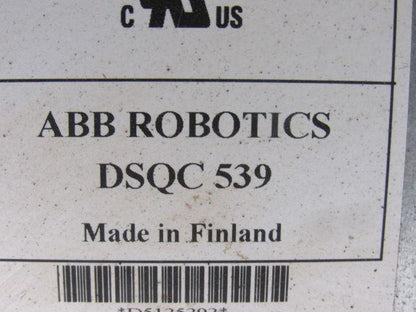 C US
ABB ROBOTICS
DSQC 539
Made in Finland